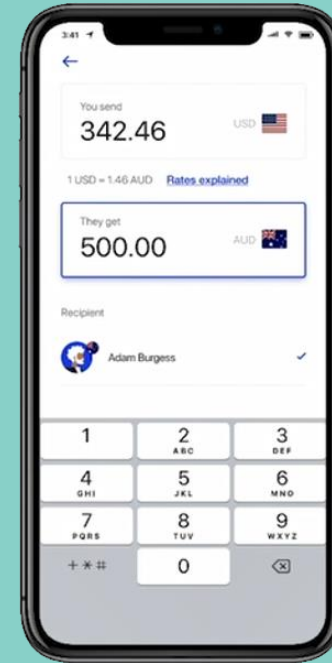 3:41
You send
342.46 USD
1 USD = 1.46 AUD Rates explained
They get
500.00 AUD
Recipient
Adam Burgess
1 2 3
ABC DEF
4 5 6
GHI JKL MNO
7 8 9
PQRS TUV WXYZ
+ * # 0